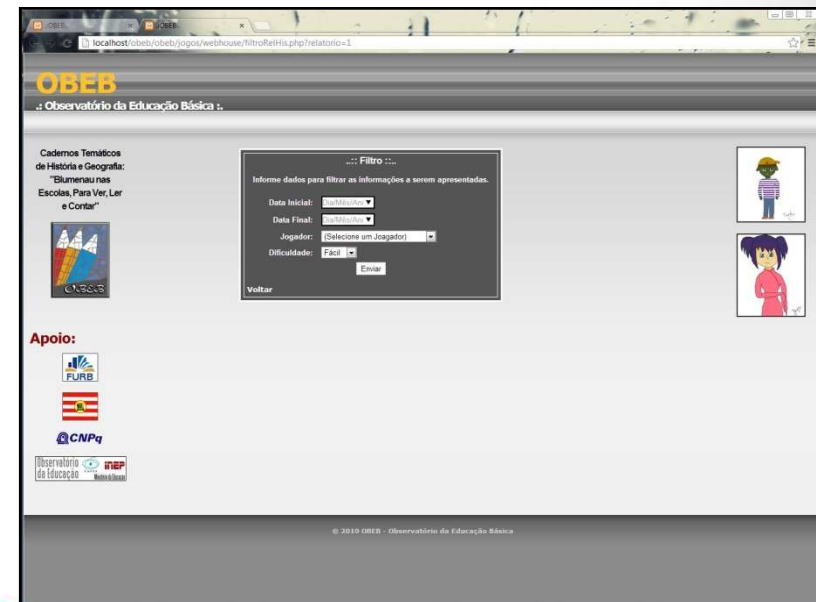 OBEB
OBEB
localhost/obeb/obeb/jogos/webhouse/filtroRelHis.php?relatorio=1
OBEB
.: Observatório da Educação Básica :.
Cadernos Temáticos
de História e Geografia:
"Blumenau nas
Escolas, Para Ver, Ler
e Contar"
OBEB
..:: Filtro ::..
Informe dados para filtrar as informações a serem apresentadas.
Data Inicial: Dia/Mês/Ano
Data Final: Dia/Mês/Ano
Jogador: (Selecione um Joagador)
Dificuldade: Fácil
Enviar
Voltar
Apoio:
FURB
CNPq
Observatório
da Educação
INEP
© 2010 OBEB - Observatório da Educação Básica